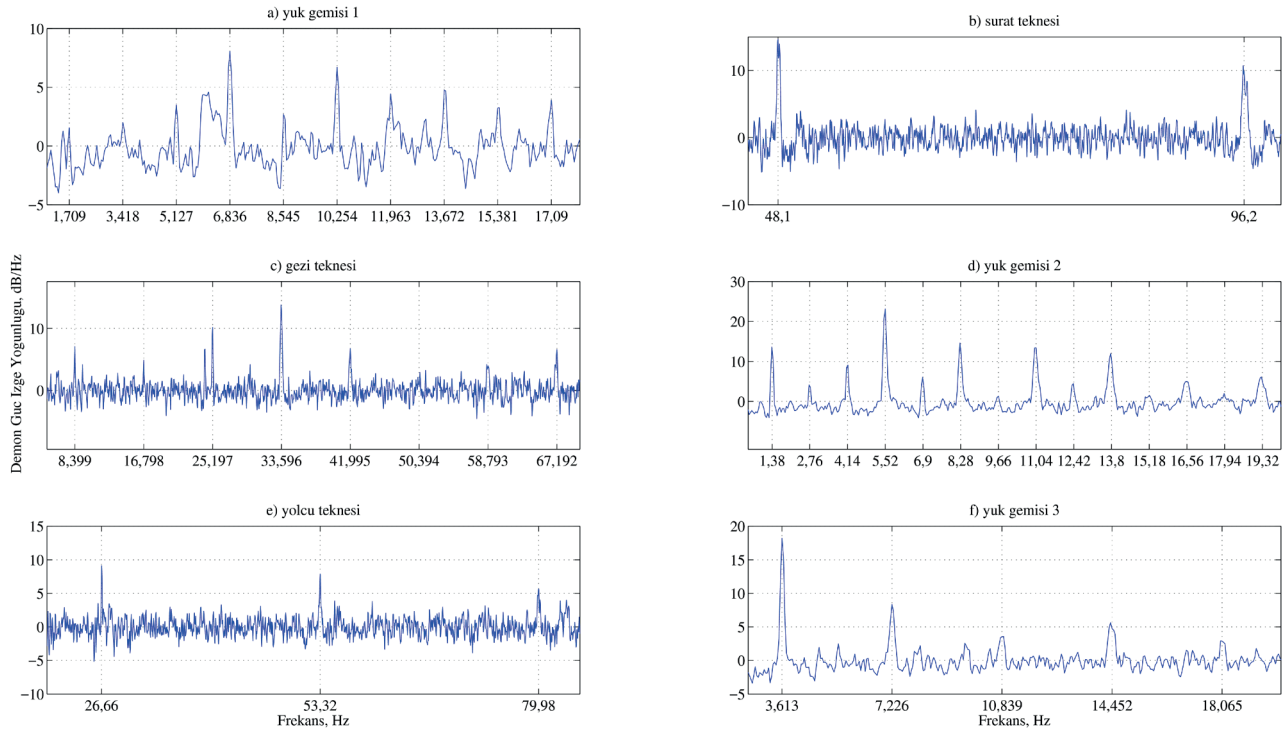 a) yuk gemisi 1
10
5
0
−5
1,709 3,418 5,127 6,836 8,545 10,254 11,963 13,672 15,381 17,09
b) surat teknesi
10
0
−10
48,1 96,2
Demon Guc Izge Yogunlugu, dB/Hz
c) gezi teknesi
10
0
8,399 16,798 25,197 33,596 41,995 50,394 58,793 67,192
d) yuk gemisi 2
30
20
10
0
1,38 2,76 4,14 5,52 6,9 8,28 9,66 11,04 12,42 13,8 15,18 16,56 17,94 19,32
e) yolcu teknesi
15
10
5
0
−5
−10
26,66 53,32 79,98
Frekans, Hz
f) yuk gemisi 3
20
15
10
5
0
−5
3,613 7,226 10,839 14,452 18,065
Frekans, Hz